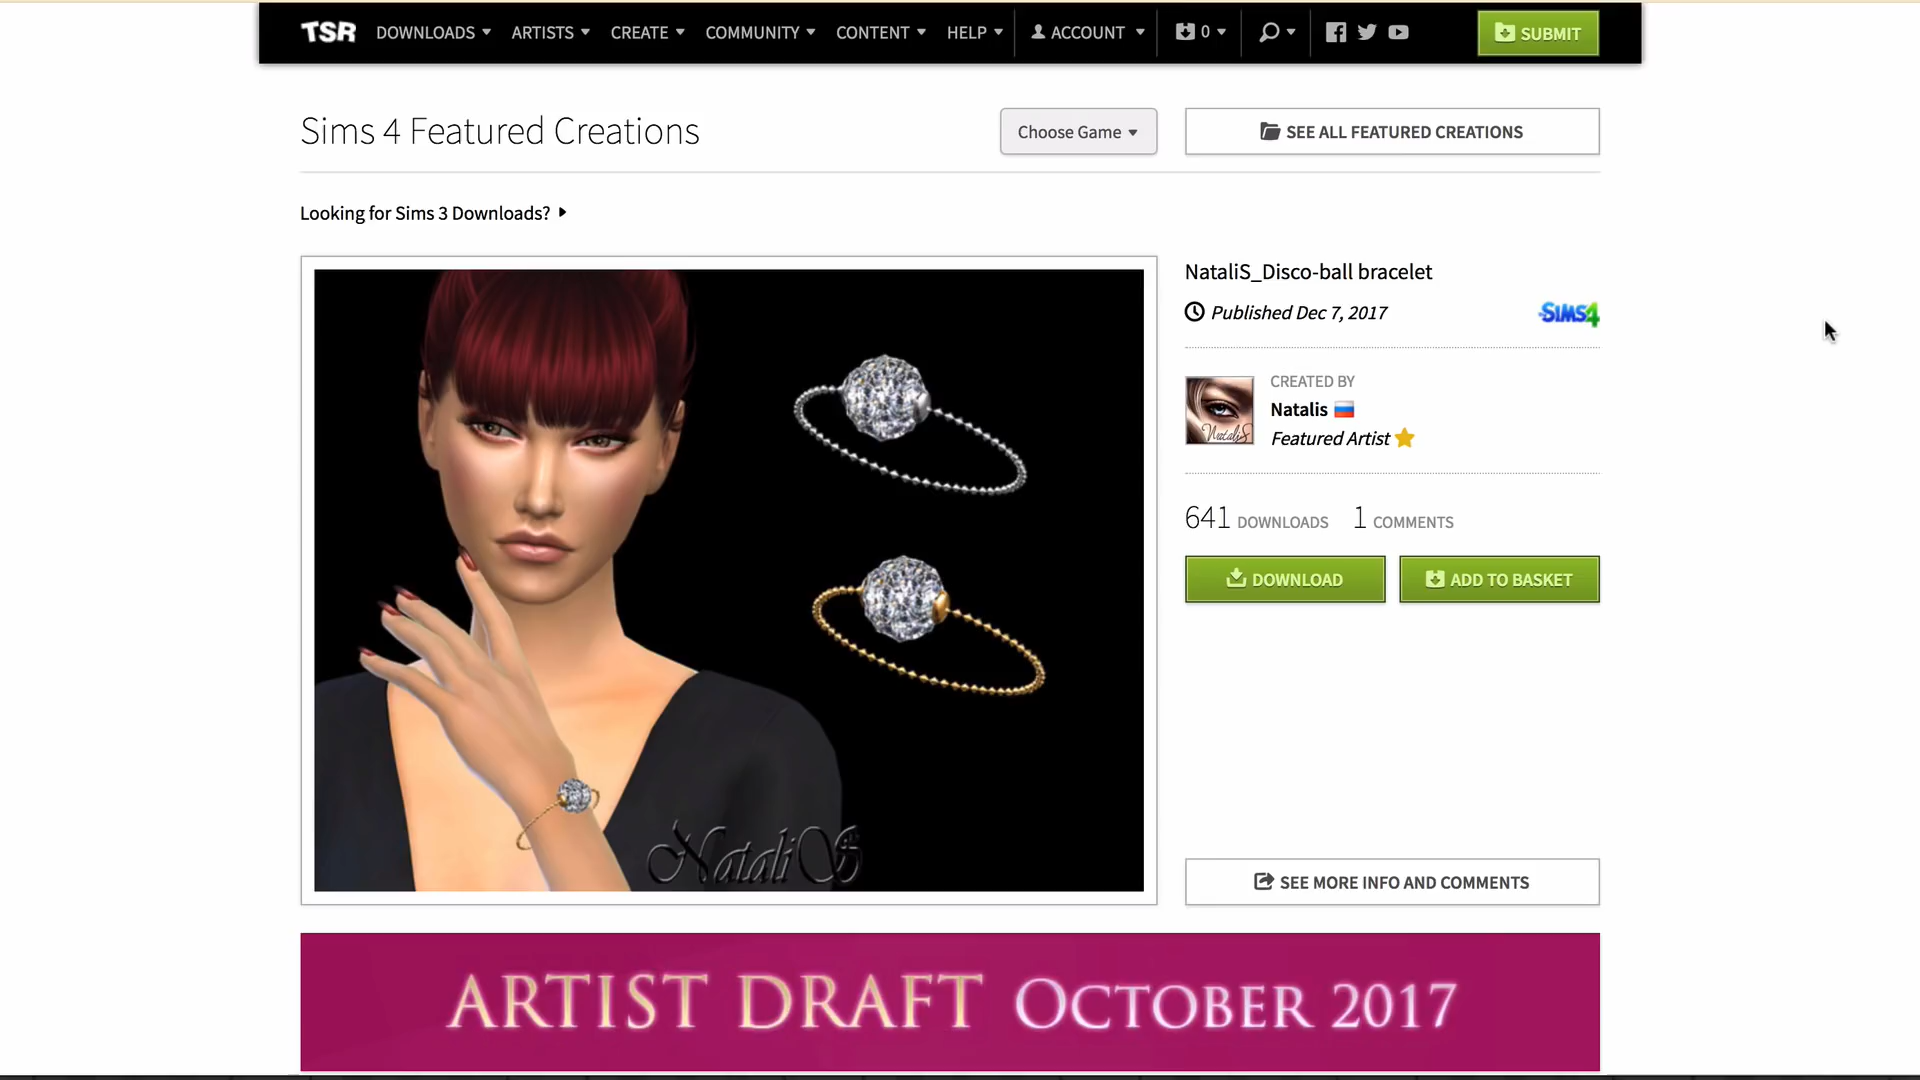 TSR DOWNLOADS ARTISTS CREATE COMMUNITY CONTENT HELP ACCOUNT 0 SUBMIT
Sims 4 Featured Creations
Choose Game
SEE ALL FEATURED CREATIONS
Looking for Sims 3 Downloads?
NataliS_Disco-ball bracelet
Published Dec 7, 2017
SIMS4
CREATED BY
Natalis
Featured Artist
NataliS
641 DOWNLOADS 1 COMMENTS
DOWNLOAD
ADD TO BASKET
NataliS
SEE MORE INFO AND COMMENTS
ARTIST DRAFT OCTOBER 2017